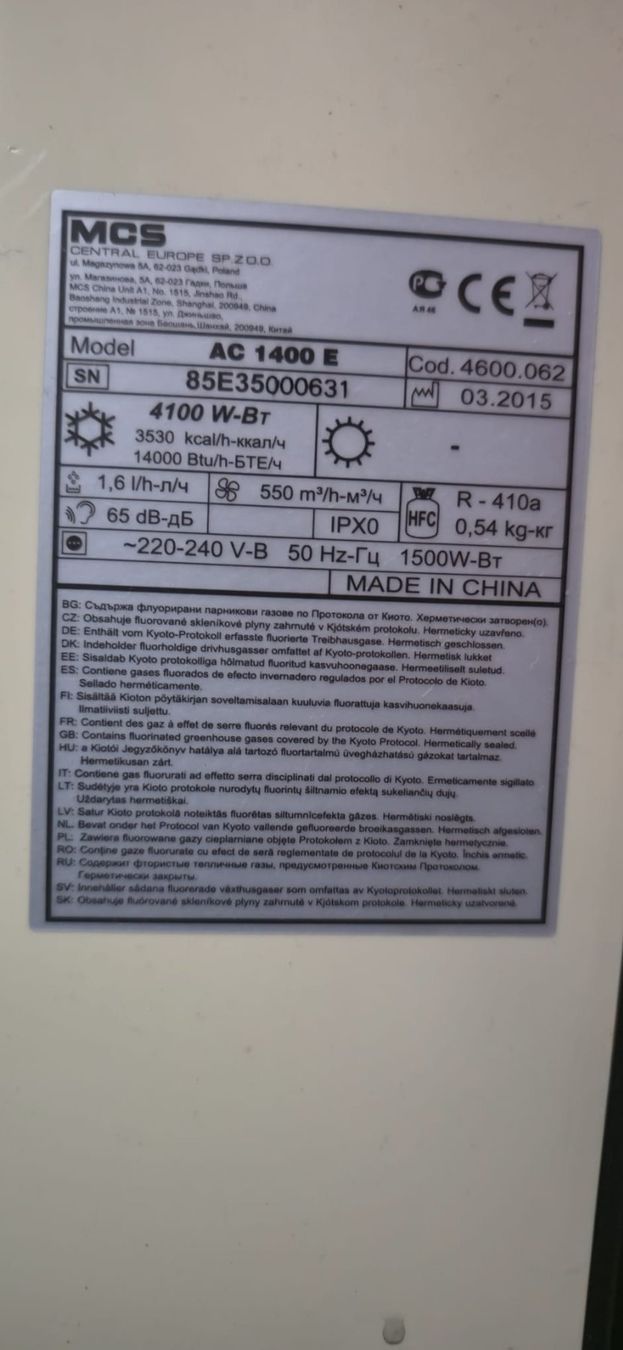 MCS
CENTRAL EUROPE SP.Z O.O.
ul. Magazynowa 5A, 62-023 Gądki, Poland
ул. Магазинова, 5А, 62-023 Гадки, Польша
MCS China Unit A1, No. 1515, Jinshao Rd.,
Baoshang Industrial Zone, Shanghai, 200949, China
строение А1, № 1515, ул. Джиньшао,
промышленная зона Баошань, Шанхай, 200949, Китай
АЯ46
CE
Model AC 1400 E Cod. 4600.062
SN 85E35000631 03.2015
4100 W-Вт
3530 kcal/h-ккал/ч
14000 Btu/h-БТЕ/ч
-
1,6 l/h-л/ч 550 m³/h-м³/ч HFC R - 410a
65 dB-дБ IPX0 0,54 kg-кг
~220-240 V-В 50 Hz-Гц 1500W-Вт
MADE IN CHINA
BG: Съдържа флуорирани парникови газове по Протокола от Киото. Херметически затворен(о).
CZ: Obsahuje fluorované skleníkové plyny zahrnuté v Kjótském protokolu. Hermeticky uzavřeno.
DE: Enthält vom Kyoto-Protokoll erfasste fluorierte Treibhausgase. Hermetisch geschlossen.
DK: Indeholder fluorholdige drivhusgasser omfattet af Kyoto-protokollen. Hermetisk lukket
EE: Sisaldab Kyoto protokolliga hõlmatud fluoritud kasvuhoonegaase. Hermeetiliselt suletud.
ES: Contiene gases fluorados de efecto invernadero regulados por el Protocolo de Kioto.
Sellado herméticamente.
FI: Sisältää Kioton pöytäkirjan soveltamisalaan kuuluvia fluorattuja kasvihuonekaasuja.
Ilmatiiviisti suljettu.
FR: Contient des gaz à effet de serre fluorés relevant du protocole de Kyoto. Hermétiquement scellé
GB: Contains fluorinated greenhouse gases covered by the Kyoto Protocol. Hermetically sealed.
HU: a Kiotói Jegyzőkönyv hatálya alá tartozó fluortartalmú üvegházhatású gázokat tartalmaz.
Hermetikusan zárt.
IT: Contiene gas fluorurati ad effetto serra disciplinati dal protocollo di Kyoto. Ermeticamente sigillato
LT: Sudėtyje yra Kioto protokole nurodytų fluorintų šiltnamio efektą sukeliančių dujų.
Uždarytas hermetiškai.
LV: Satur Kioto protokolā noteiktās fluorētas siltumnīcefekta gāzes. Hermētiski noslēgts.
NL. Bevat onder het Protocol van Kyoto vallende gefluoreerde broeikasgassen. Hermetisch afgesloten.
PL: Zawiera fluorowane gazy cieplarniane objęte Protokołem z Kioto. Zamknięte hermetycznie.
RO: Conţine gaze fluorurate cu efect de seră reglementate de protocolul de la Kyoto. Închis ermetic.
RU: Содержит фтористые тепличные газы, предусмотренные Киотским Протоколом.
Герметически закрыты.
SV: Innehåller sådana fluorerade växthusgaser som omfattas av Kyotoprotokollet. Hermetiskt sluten.
SK: Obsahuje fluórované skleníkové plyny zahrnuté v Kjótskom protokole. Hermeticky uzatvorené.